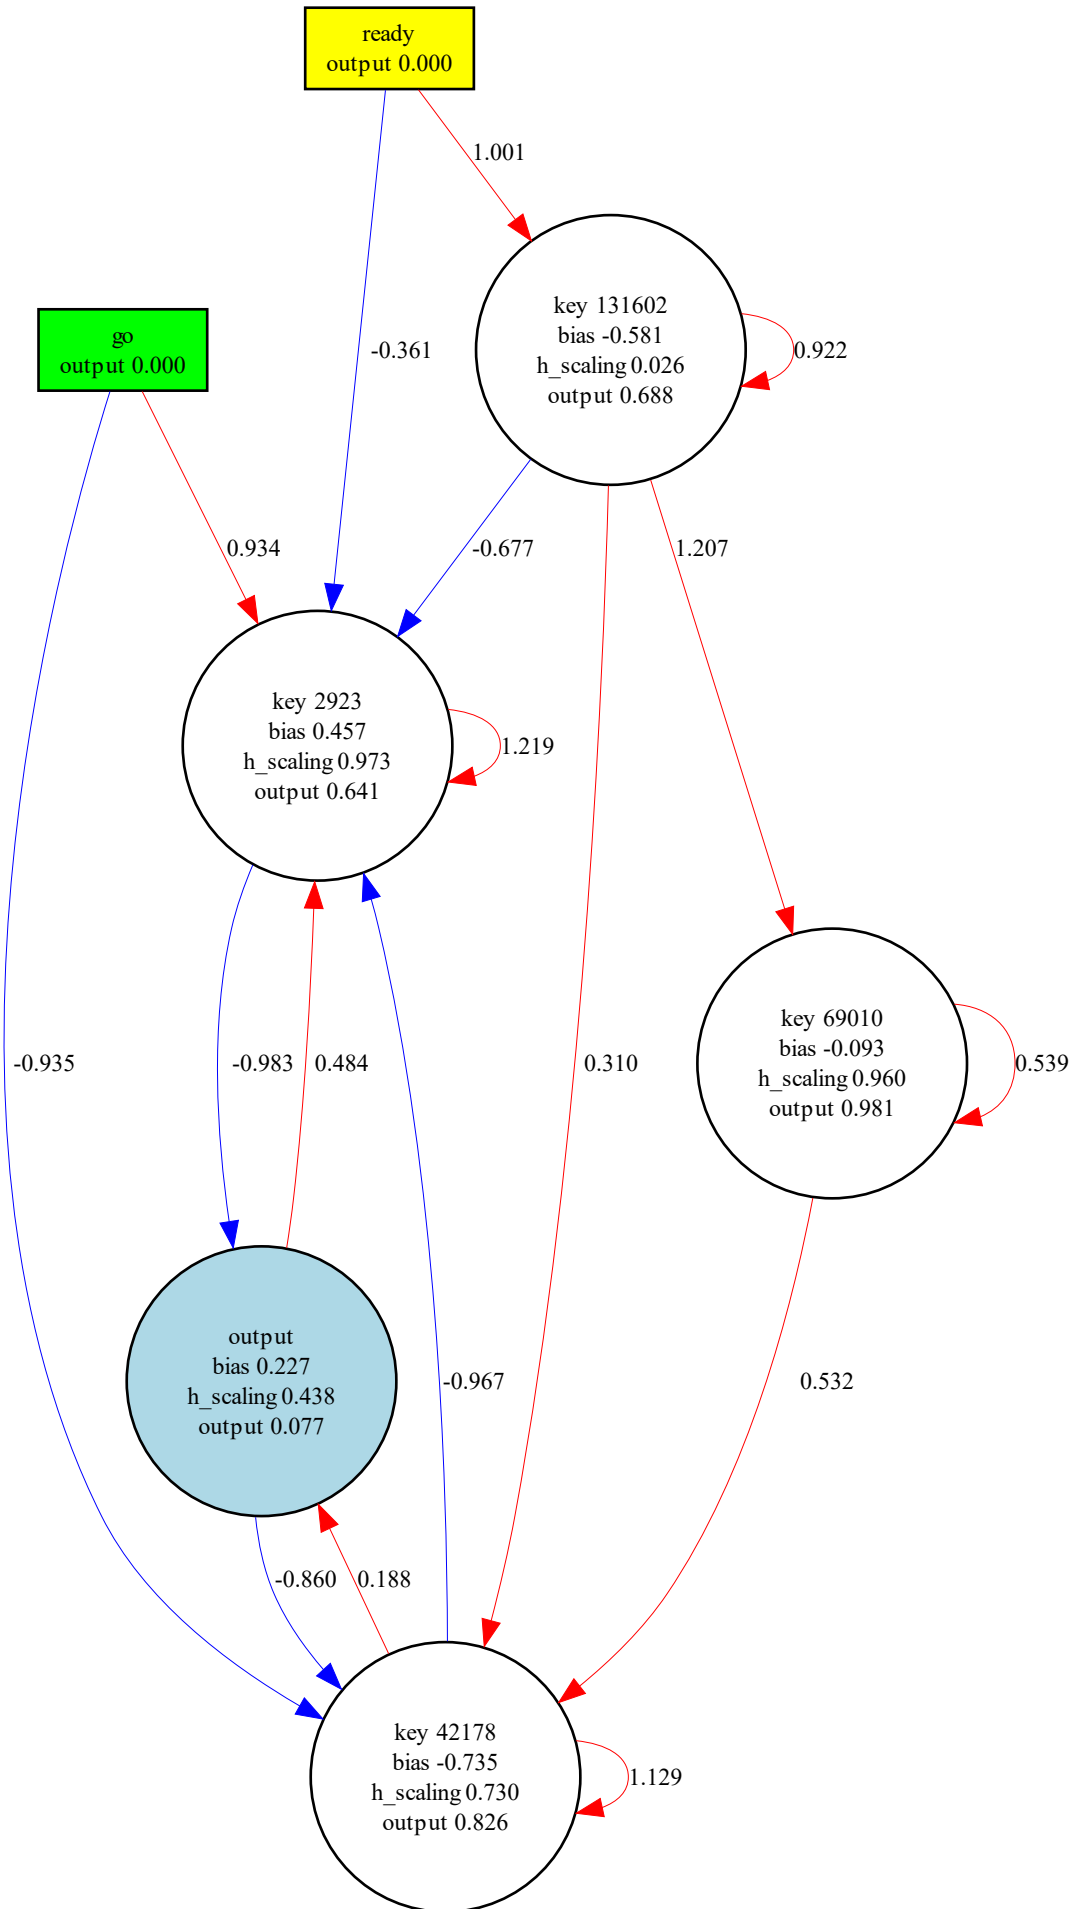 ready
output 0.000
1.001
key 131602
bias -0.581
h_scaling 0.026
output 0.688
0.922
go
output 0.000
-0.361
0.934
-0.677
1.207
key 2923
bias 0.457
h_scaling 0.973
output 0.641
1.219
key 69010
bias -0.093
h_scaling 0.960
output 0.981
0.539
-0.935
-0.983
0.484
0.310
output
bias 0.227
h_scaling 0.438
output 0.077
-0.967
0.532
-0.860
0.188
key 42178
bias -0.735
h_scaling 0.730
output 0.826
1.129